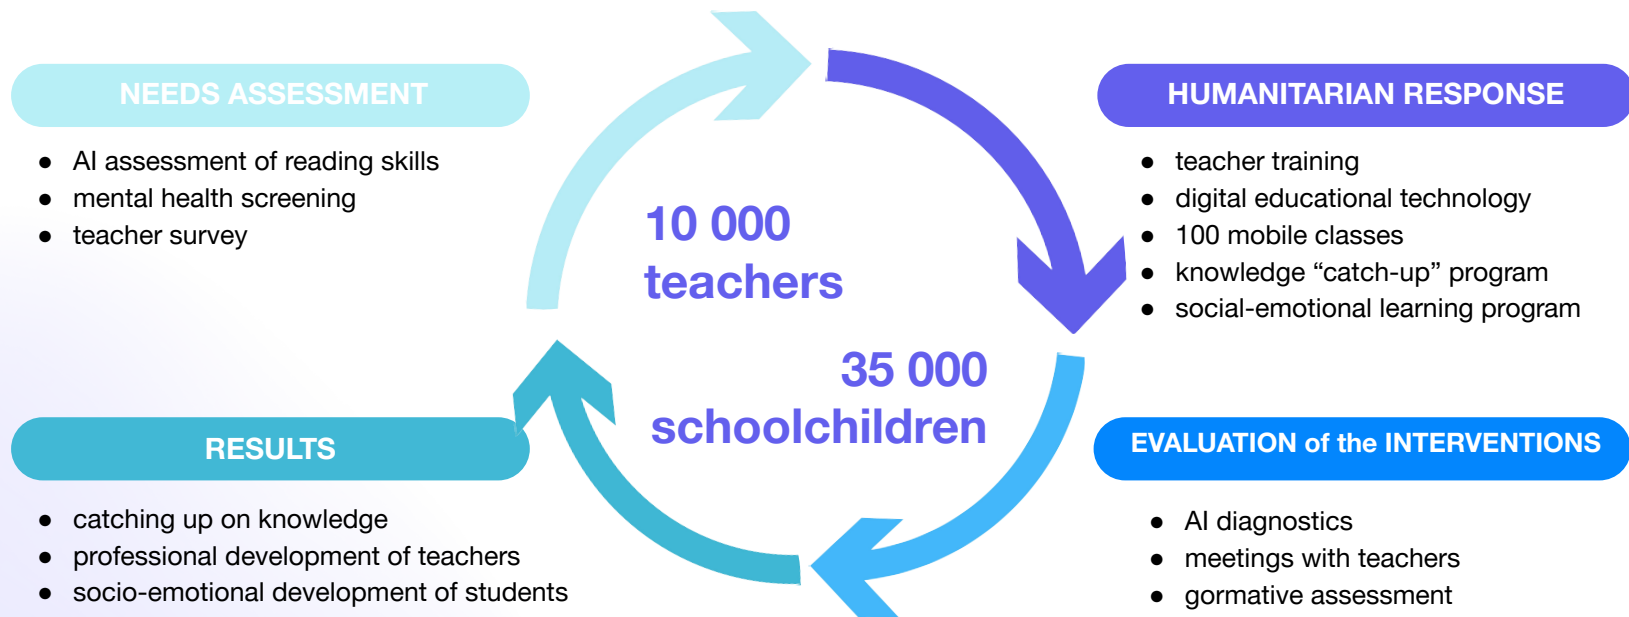 NEEDS ASSESSMENT
● AI assessment of reading skills
● mental health screening
● teacher survey
10 000
teachers
35 000
schoolchildren
HUMANITARIAN RESPONSE
● teacher training
● digital educational technology
● 100 mobile classes
● knowledge “catch-up” program
● social-emotional learning program
RESULTS
● catching up on knowledge
● professional development of teachers
● socio-emotional development of students
EVALUATION of the INTERVENTIONS
● AI diagnostics
● meetings with teachers
● gormative assessment